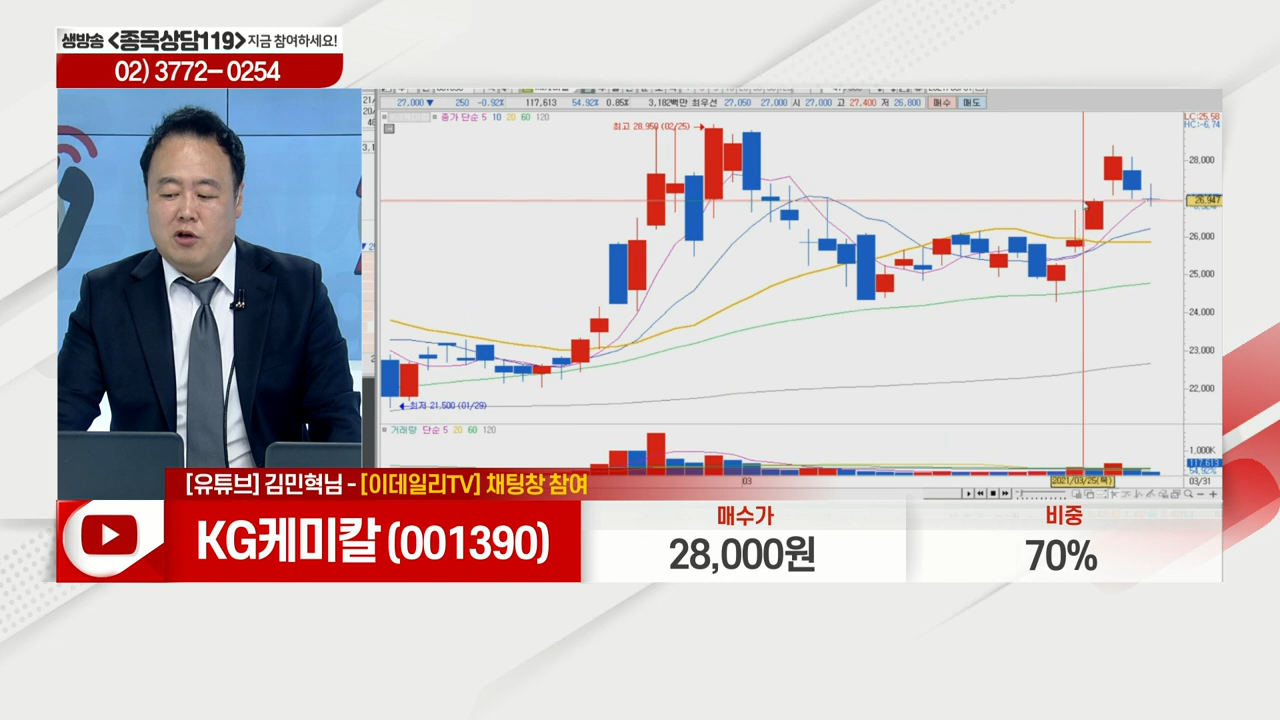 생방송 <종목상담119> 지금 참여하세요!
02) 3772-0254
27,000 ▼ 250 -0.92% 117,613 54.92% 0.85% 3,182백만 최우선 27,050 27,000 시 27,000 고 27,400 저 26,800 매수 매도
종가 단순 5 10 20 60 120
LC:25.58
HC:-6.74
최고 28,950 (02/25) →
28,000
26,947
26,000
25,000
24,000
23,000
22,000
← 최저 21,500 (01/29)
거래량 단순 5 20 60 120
1,000K
117,613
54.92%
03
2021/03/25(목)
03/31
[유튜브] 김민혁님 - [이데일리TV] 채팅창 참여
KG케미칼 (001390)
매수가
28,000원
비중
70%